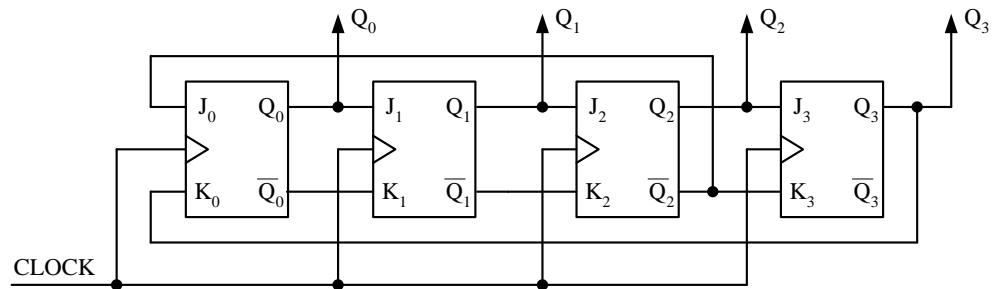 Q₀ Q₁ Q₂ Q₃
J₀ Q₀ J₁ Q₁ J₂ Q₂ J₃ Q₃
K₀ Q̅₀ K₁ Q̅₁ K₂ Q̅₂ K₃ Q̅₃
CLOCK